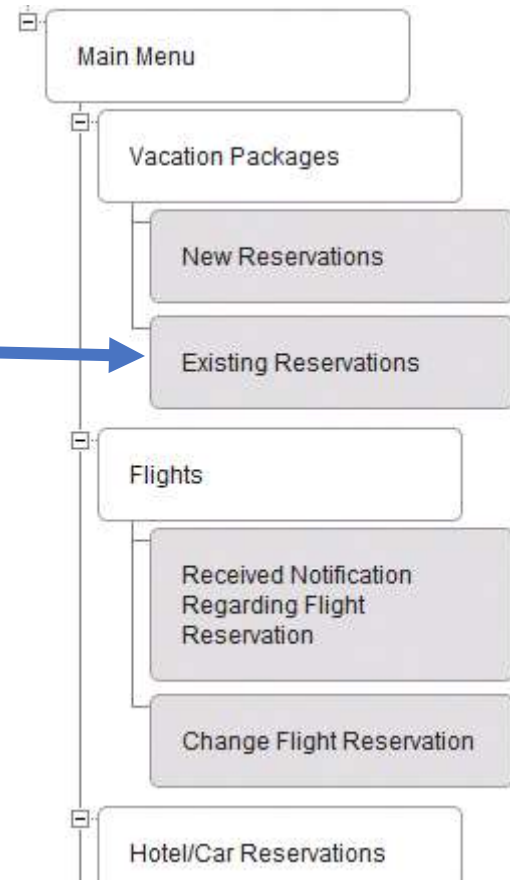 Main Menu
Vacation Packages
New Reservations
Existing Reservations
Flights
Received Notification
Regarding Flight
Reservation
Change Flight Reservation
Hotel/Car Reservations